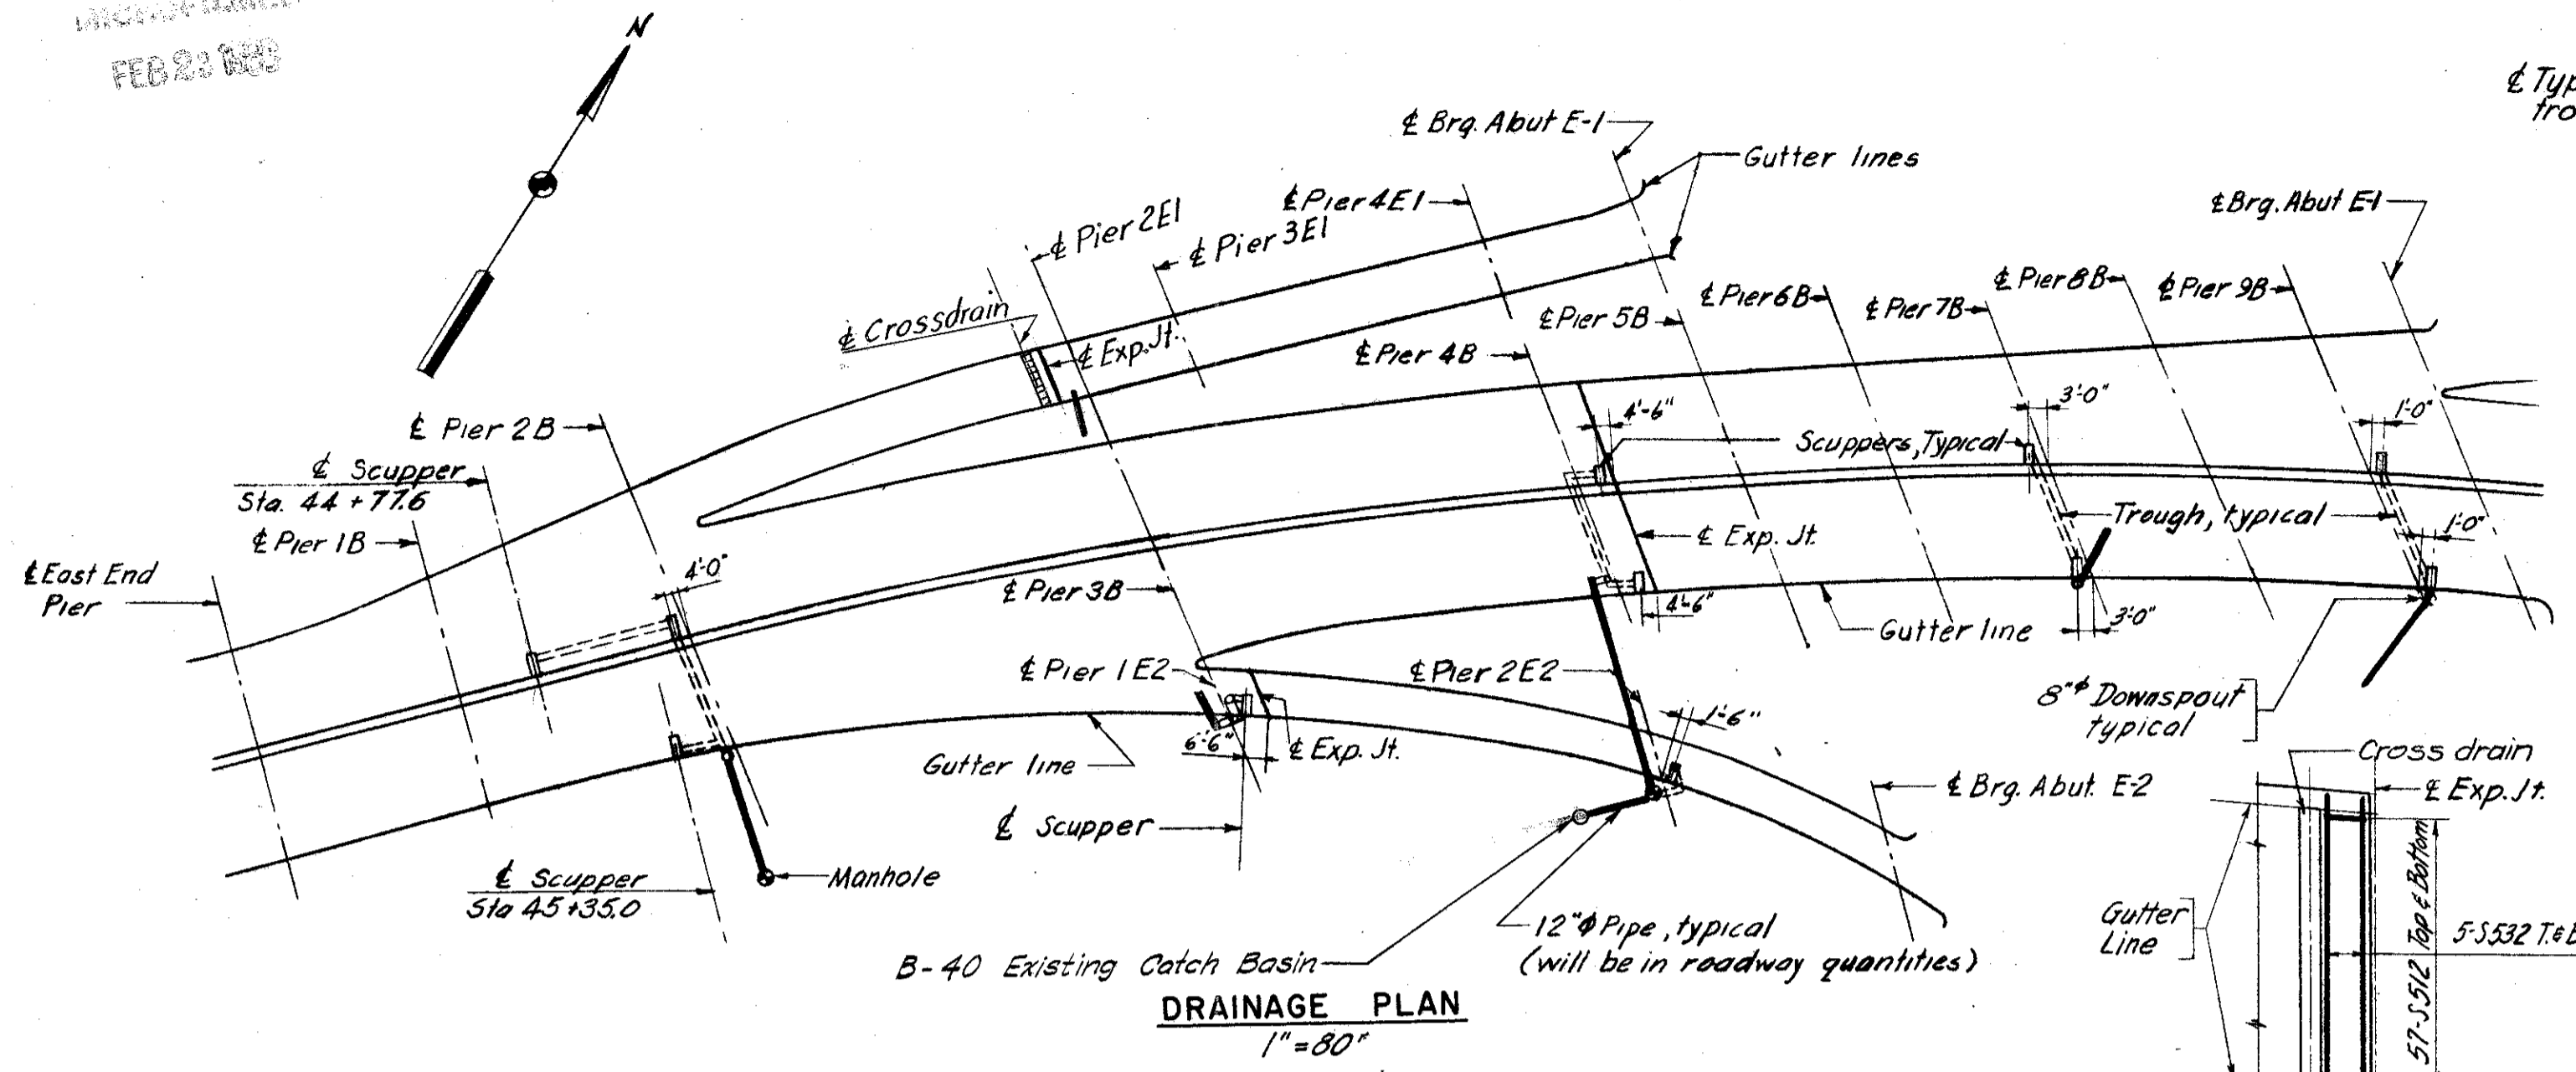 FEB 23
N
℄ Typ
fro
℄ Brg. Abut E-1
Gutter lines
℄ Pier 4E1
℄ Pier 2E1
℄ Pier 3E1
℄ Brg. Abut E-1
℄ Crossdrain
℄ Exp. Jt.
℄ Pier 4B
℄ Pier 5B
℄ Pier 6B
℄ Pier 7B
℄ Pier 8B
℄ Pier 9B
℄ Pier 2B
℄ Scupper
Sta. 44 + 77.6
℄ Pier 1B
℄ East End
Pier
4'-0"
4'-6"
Scuppers, Typical
3'-0"
1'-0"
Trough, typical
1'-0"
℄ Exp. Jt.
℄ Pier 3B
4'-6"
Gutter line
3'-0"
℄ Pier 1E2
℄ Pier 2E2
1'-6"
8"ϕ Downspout
typical
6'-6"
℄ Exp. Jt.
Gutter line
℄ Scupper
℄ Brg. Abut. E-2
℄ Scupper
Sta 45+35.0
Manhole
B-40 Existing Catch Basin
12"ϕ Pipe, typical
(will be in roadway quantities)
DRAINAGE PLAN
1"=80'
Cross drain
℄ Exp. Jt.
Gutter
Line
57-S512 Top & Bottom
5-S532 T.&B